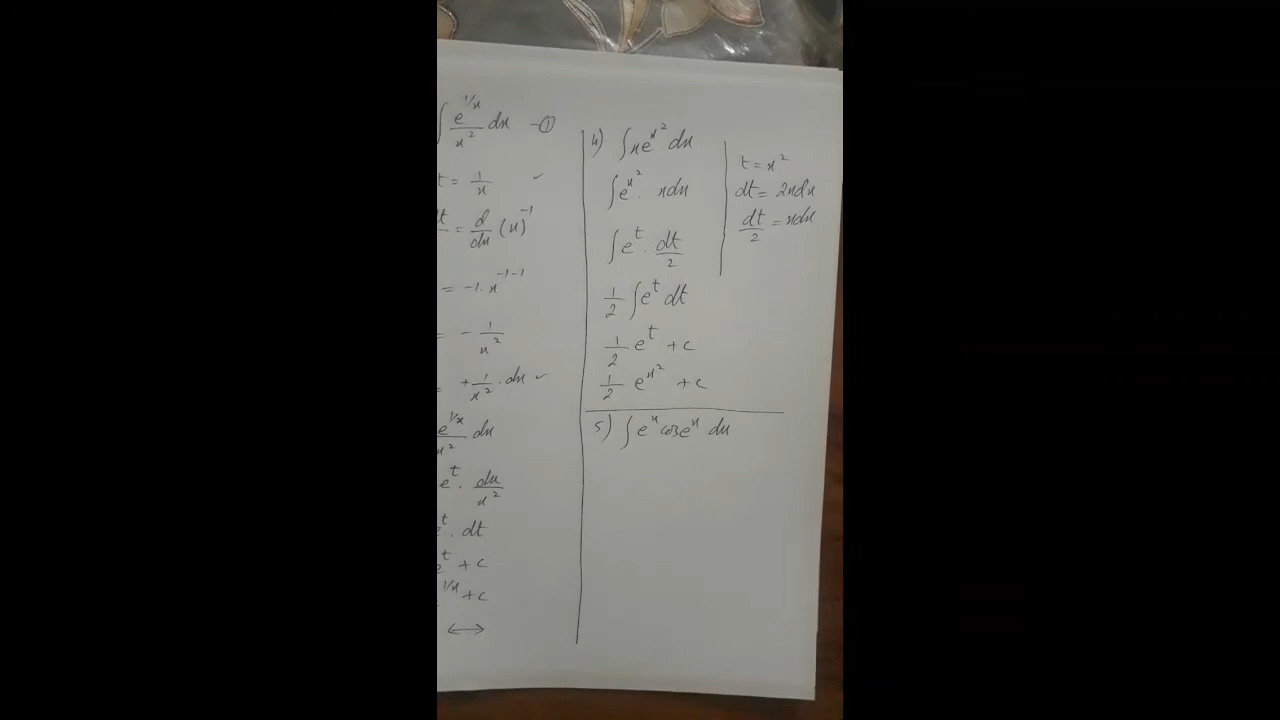 ∫ e^{1/x}/x² dx —①
t = 1/x ✓
dt = d/dx (x)^{-1}
= -1·x^{-1-1}
= -1/x²
= +1/x² · dx ✓
e^{1/x}/x² dx
e^t · dx/x²
e^t · dt
e^t + c
e^{1/x} + c
↔
4) ∫ x e^{x²} dx
∫ e^{x²} · x dx
∫ e^t · dt/2
1/2 ∫ e^t dt
1/2 e^t + c
1/2 e^{x²} + c
t = x²
dt = 2x dx
dt/2 = x dx
5) ∫ e^x cos e^x dx